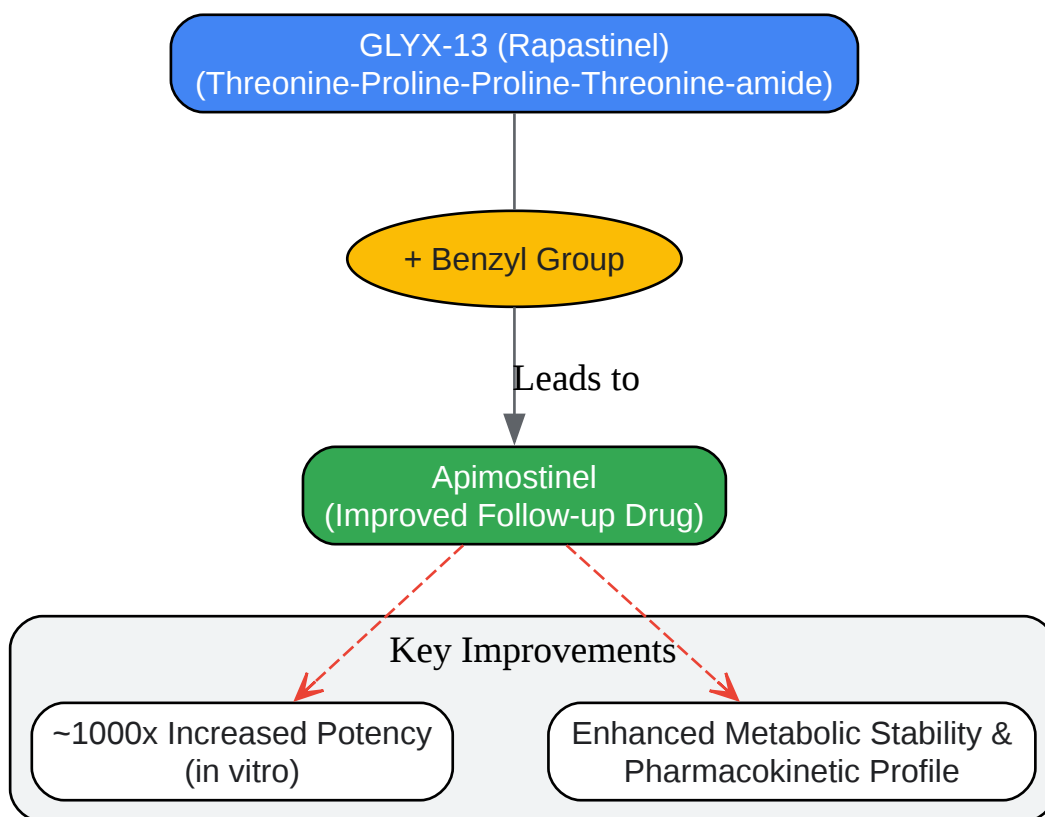 GLYX-13 (Rapastinel)
(Threonine-Proline-Proline-Threonine-amide)
+ Benzyl Group
Leads to
Apimostinel
(Improved Follow-up Drug)
Key Improvements
~1000x Increased Potency
(in vitro)
Enhanced Metabolic Stability &
Pharmacokinetic Profile